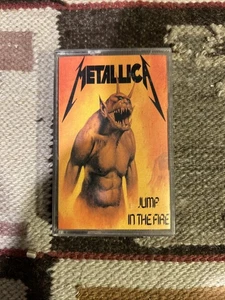 METALLICA
JUMP
IN THE FIRE